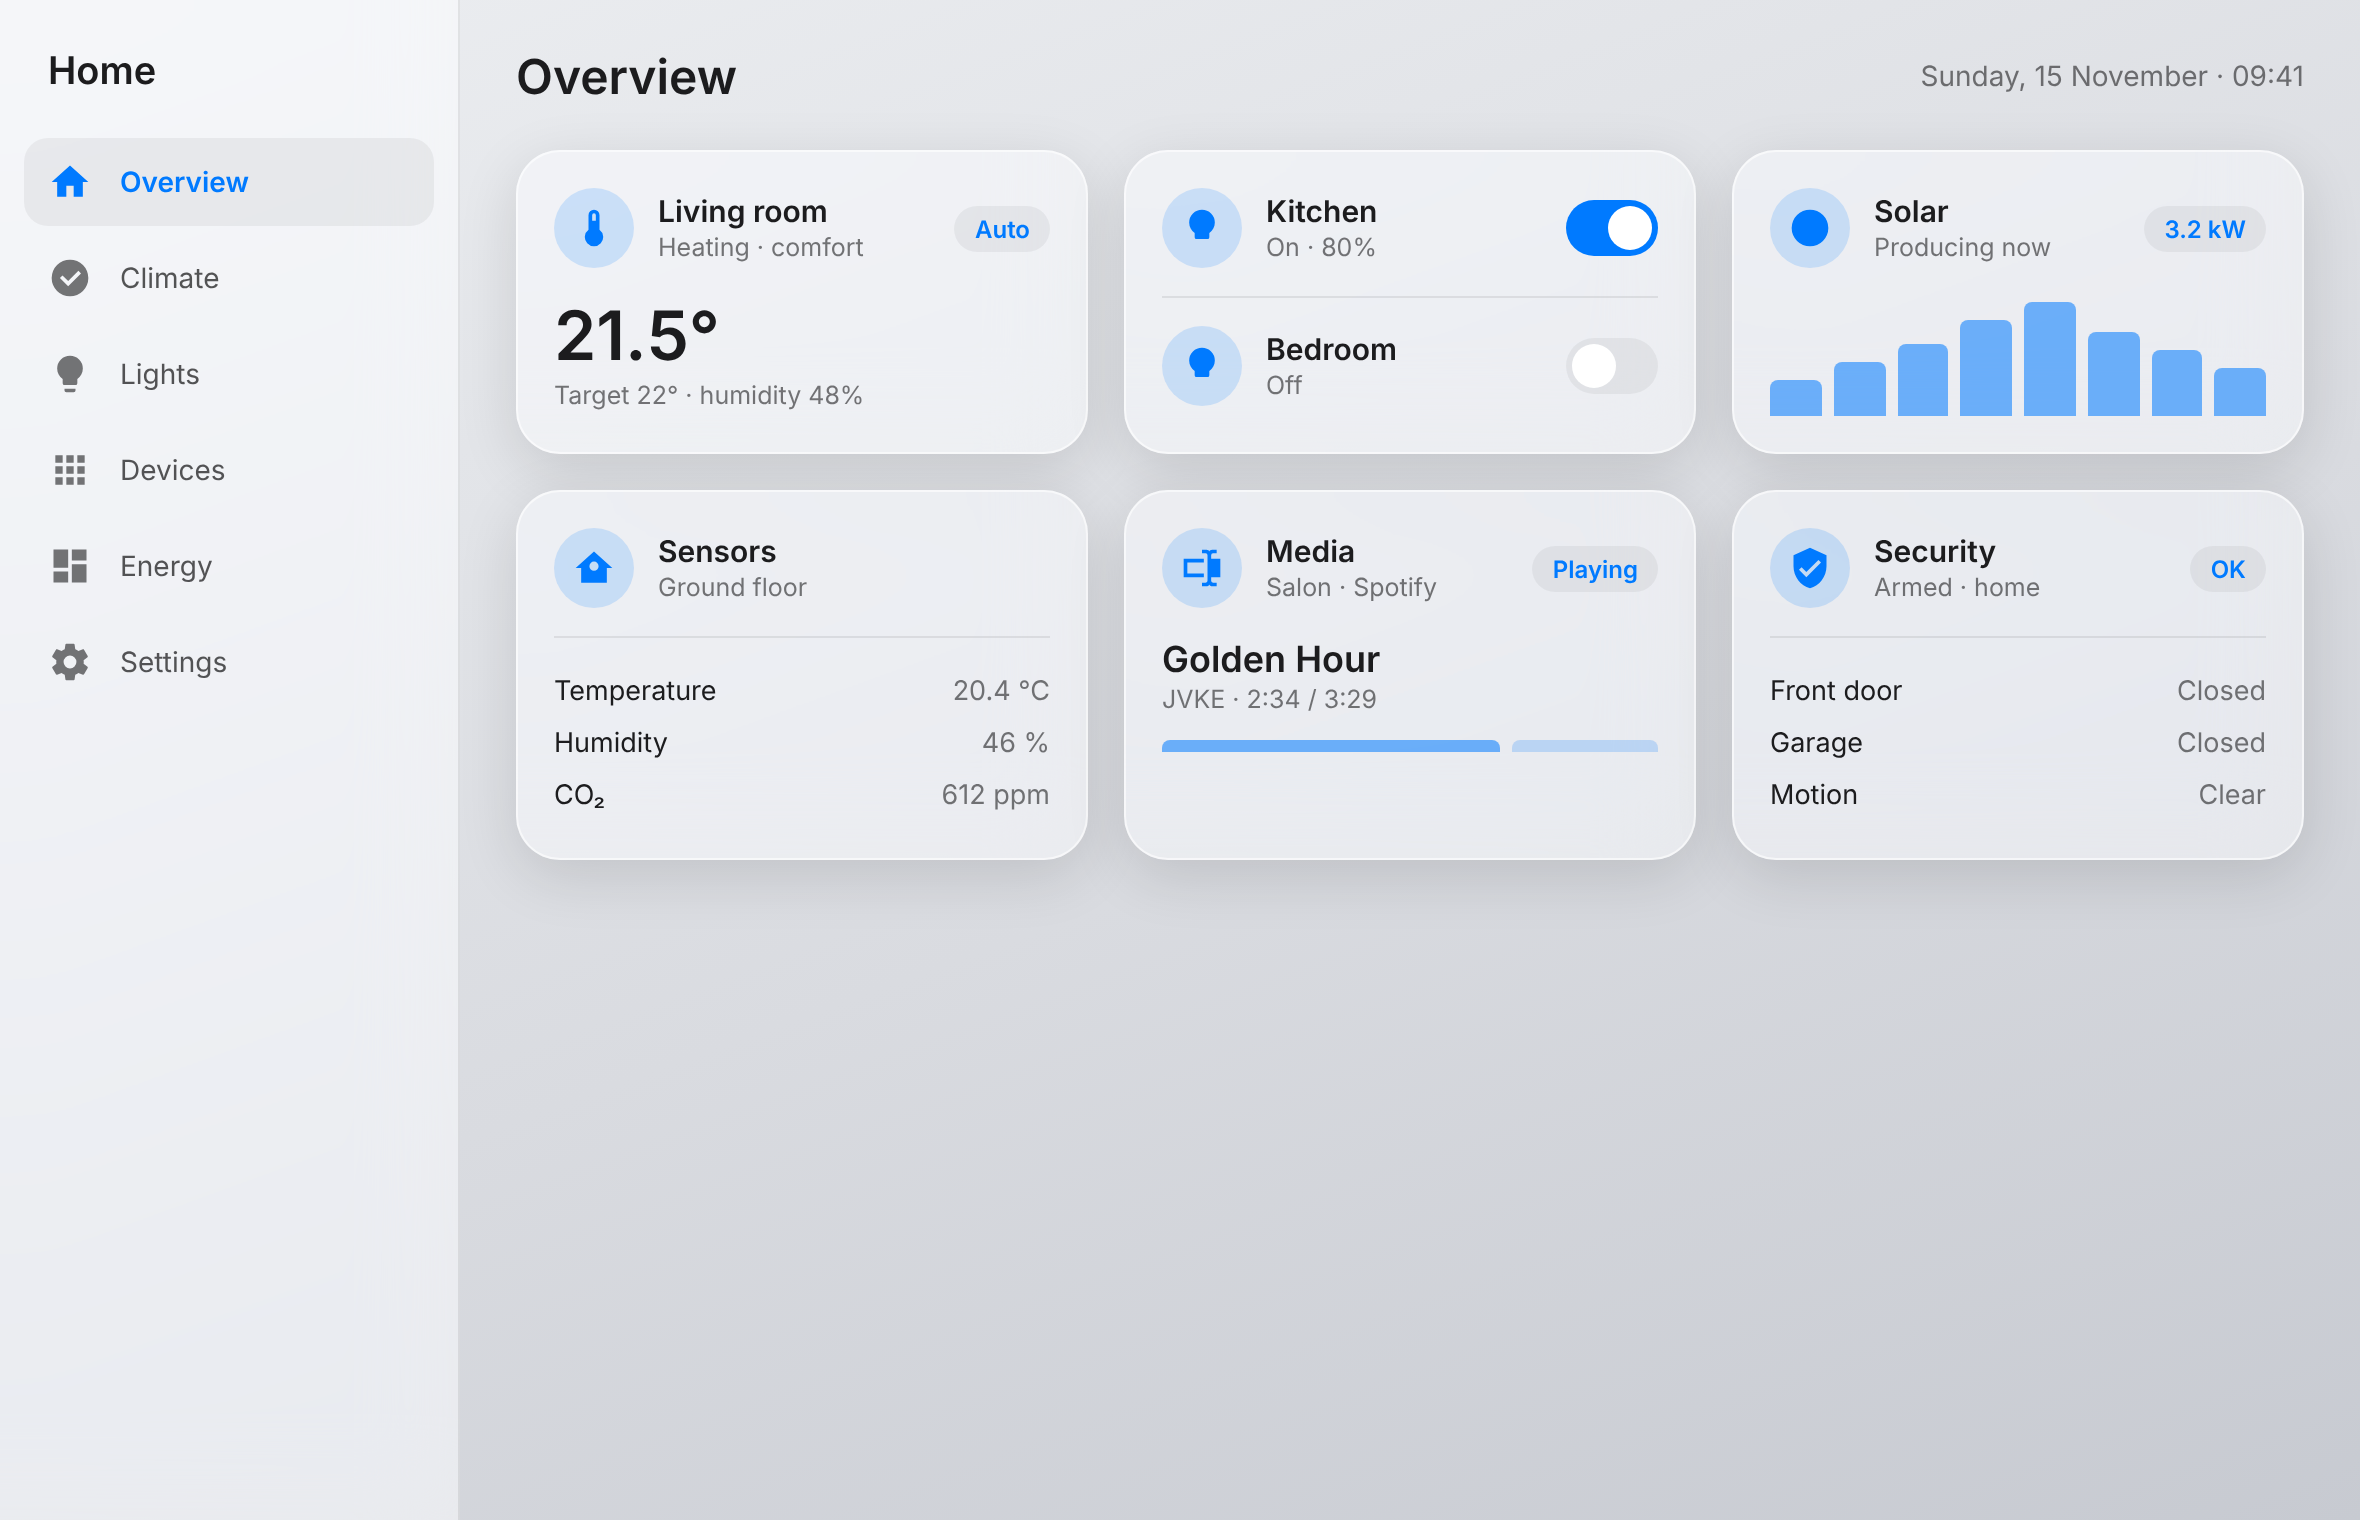 Home
Overview
Climate
Lights
Devices
Energy
Settings
Overview
Sunday, 15 November · 09:41
Living room
Heating · comfort
Auto
21.5°
Target 22° · humidity 48%
Kitchen
On · 80%
Bedroom
Off
Solar
Producing now
3.2 kW
Sensors
Ground floor
Temperature 20.4 °C
Humidity 46 %
CO₂ 612 ppm
Media
Salon · Spotify
Playing
Golden Hour
JVKE · 2:34 / 3:29
Security
Armed · home
OK
Front door Closed
Garage Closed
Motion Clear